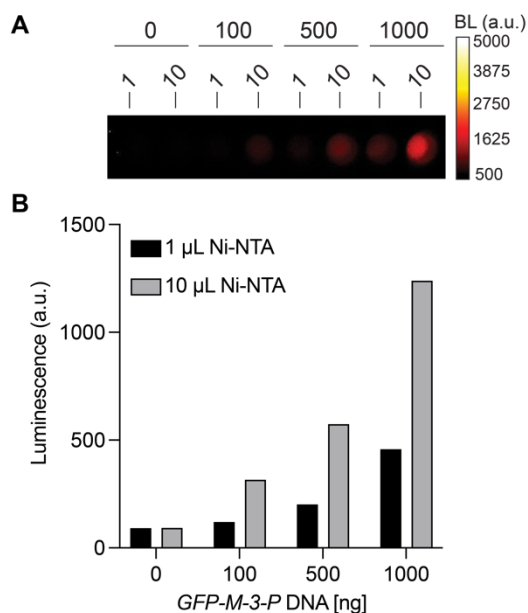 A
0 100 500 1000
BL (a.u.)
1 10 1 10 1 10 1 10
5000
3875
2750
1625
500
B
1500
1000
500
0
Luminescence (a.u.)
1 µL Ni-NTA
10 µL Ni-NTA
0 100 500 1000
GFP-M-3-P DNA [ng]